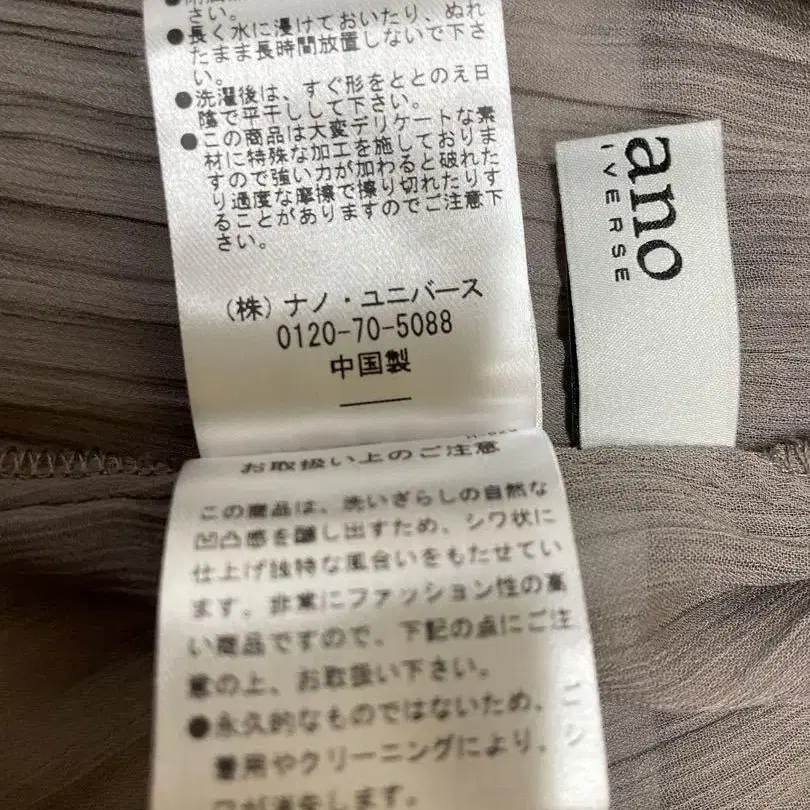 さい。
●長く水に浸けておいたり、ぬれ
たまま長時間放置しないで下さ
い。
●洗濯後は、すぐ形をととのえ日
陰で平干しして下さい。
●この商品は大変デリケートな素
材に特殊な加工を施しておりま
すので強い力が加わると破れた
り過度な摩擦で擦り切れたりす
ることがありますのでご注意下
さい。
(株)ナノ・ユニバース
0120-70-5088
中国製
ano
IVERSE
お取扱い上のご注意
この商品は、洗いざらしの自然な
凹凸感を醸し出すため、シワ状に
仕上げ独特な風合いをもたせてい
ます。非常にファッション性の高
い商品ですので、下記の点にご注
意の上、お取扱い下さい。
●永久的なものではないため、ご
着用やクリーニングにより、シ
ワが消失します。